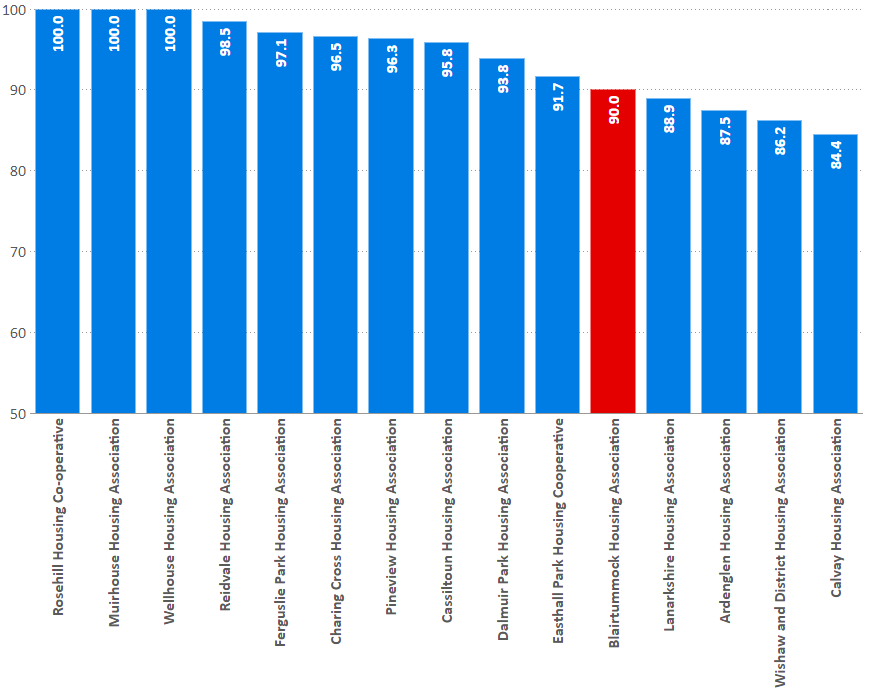 100
90
80
70
60
50
100.0
100.0
100.0
98.5
97.1
96.5
96.3
95.8
93.8
91.7
90.0
88.9
87.5
86.2
84.4
Rosehill Housing Co-operative
Muirhouse Housing Association
Wellhouse Housing Association
Reidvale Housing Association
Ferguslie Park Housing Association
Charing Cross Housing Association
Pineview Housing Association
Cassiltoun Housing Association
Dalmuir Park Housing Association
Easthall Park Housing Cooperative
Blairtummock Housing Association
Lanarkshire Housing Association
Ardenglen Housing Association
Wishaw and District Housing Association
Calvay Housing Association